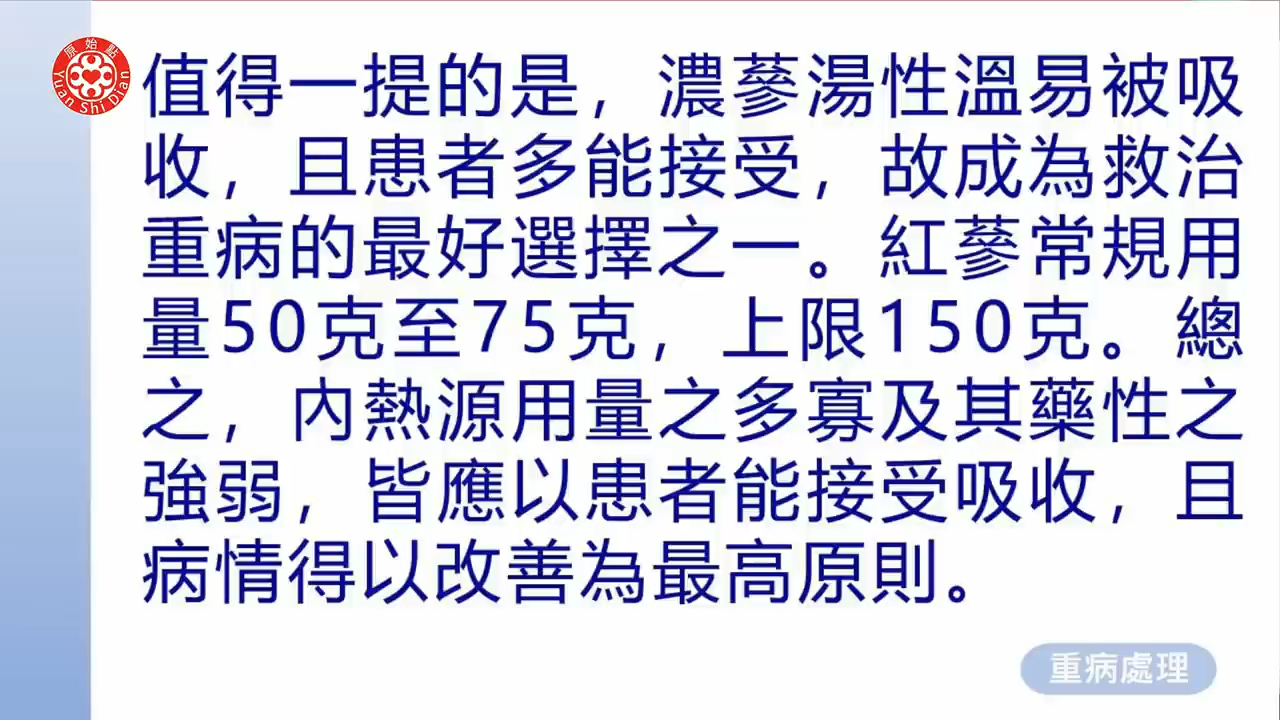 原始點
Yuan Shi Dian
值得一提的是，濃蔘湯性溫易被吸
收，且患者多能接受，故成為救治
重病的最好選擇之一。紅蔘常規用
量50克至75克，上限150克。總
之，內熱源用量之多寡及其藥性之
強弱，皆應以患者能接受吸收，且
病情得以改善為最高原則。
重病處理